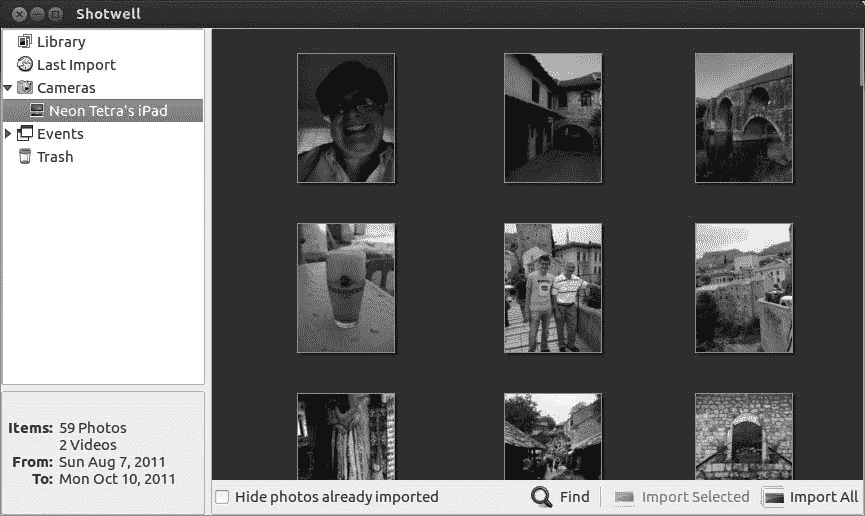 Shotwell
Library
Last Import
Cameras
Neon Tetra's iPad
Events
Trash
Items: 59 Photos
2 Videos
From: Sun Aug 7, 2011
To: Mon Oct 10, 2011
Hide photos already imported
Find
Import Selected
Import All